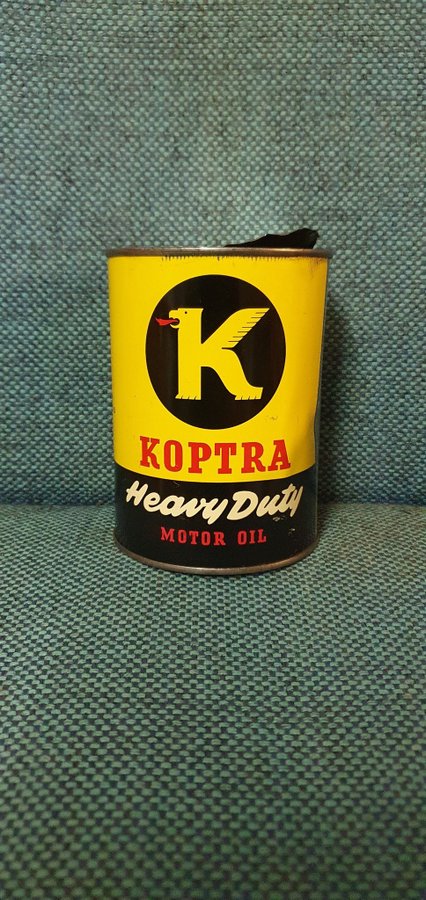 K
KOPTRA
Heavy Duty
MOTOR OIL